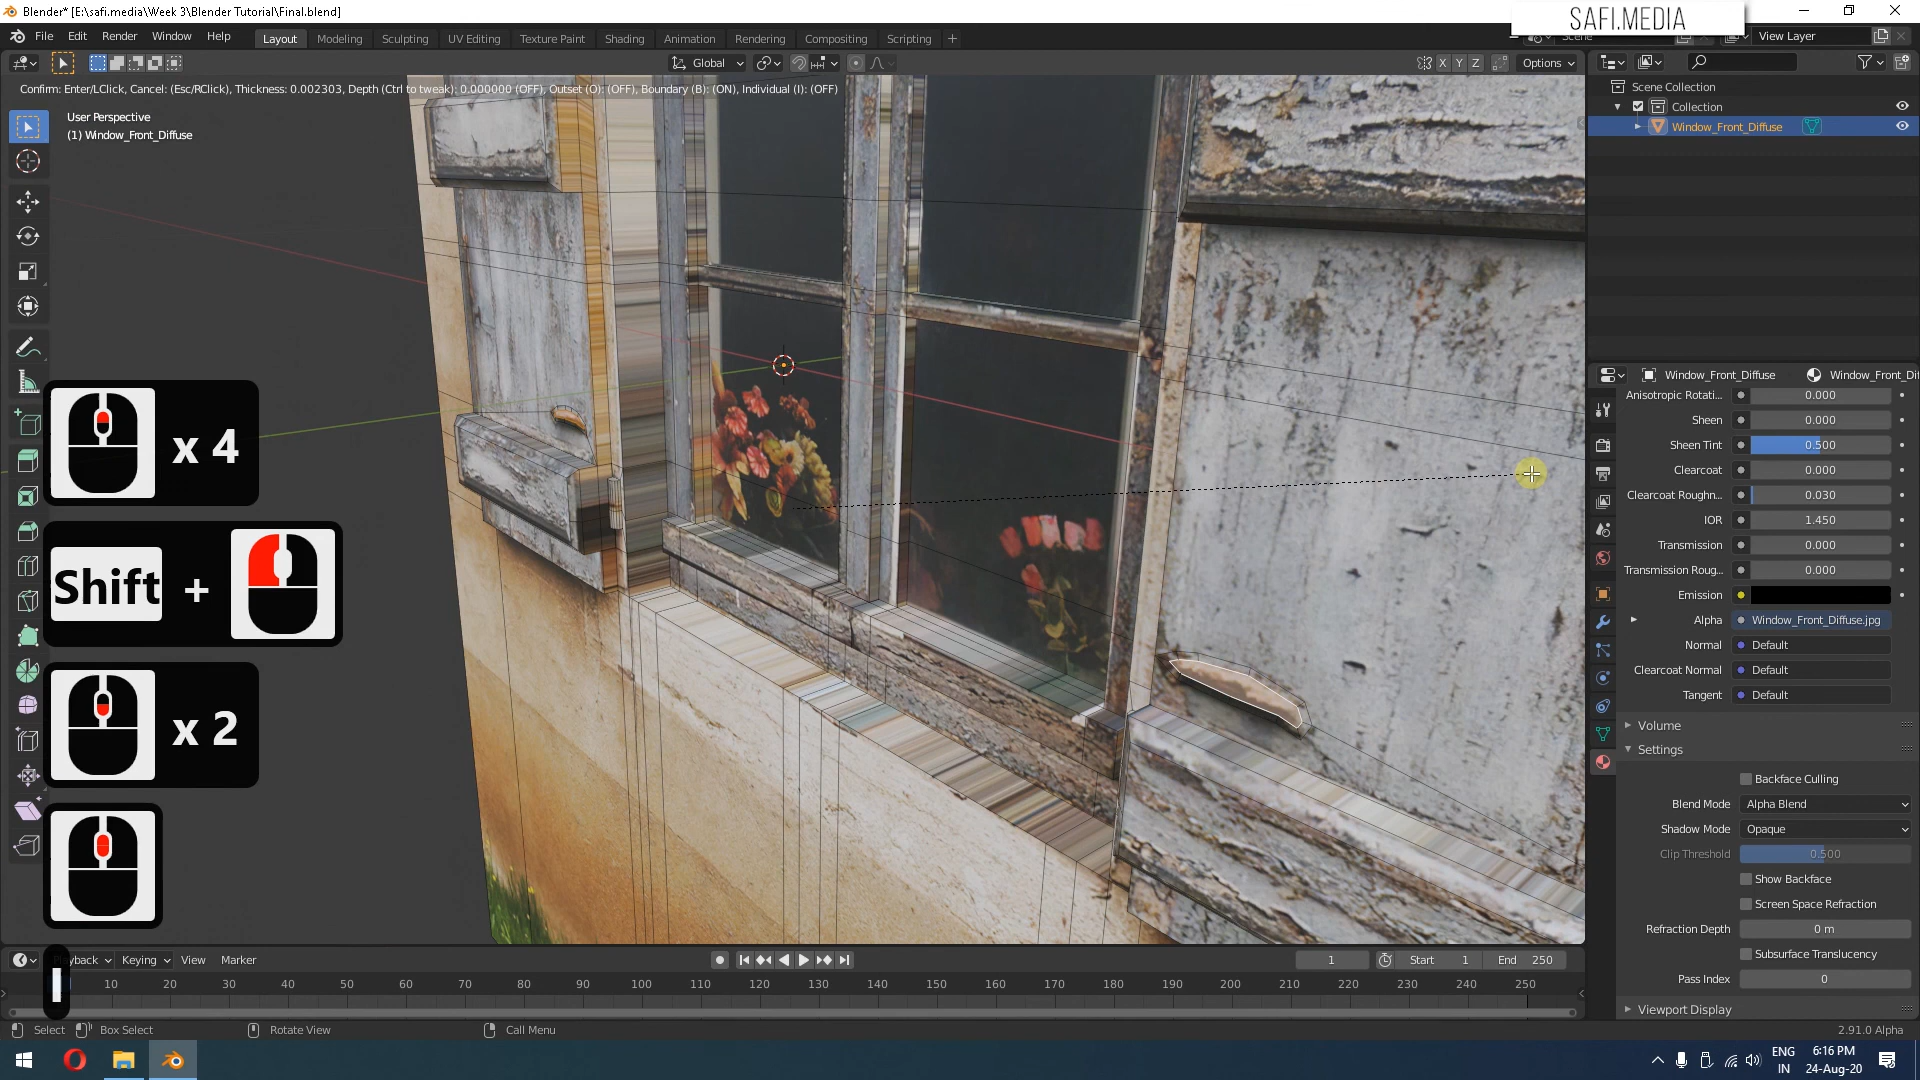 Blender* [E:\safi.media\Week 3\Blender Tutorial\Final.blend]
SAFI.MEDIA
File Edit Render Window Help
Layout Modeling Sculpting UV Editing Texture Paint Shading Animation Rendering Compositing Scripting +
Scene View Layer
Global X Y Z Options
Confirm: Enter/LClick, Cancel: (Esc/RClick), Thickness: 0.002303, Depth (Ctrl to tweak): 0.000000 (OFF), Outset (O): (OFF), Boundary (B): (ON), Individual (I): (OFF)
User Perspective
(1) Window_Front_Diffuse
Scene Collection
Collection
Window_Front_Diffuse
Window_Front_Diffuse Window_Front_Dif
Anisotropic Rotati... 0.000
Sheen 0.000
Sheen Tint 0.500
Clearcoat 0.000
Clearcoat Roughn... 0.030
IOR 1.450
Transmission 0.000
Transmission Roug... 0.000
Emission
Alpha Window_Front_Diffuse.jpg
Normal Default
Clearcoat Normal Default
Tangent Default
Volume
Settings
Backface Culling
Blend Mode Alpha Blend
Shadow Mode Opaque
Clip Threshold 0.500
Show Backface
Screen Space Refraction
Refraction Depth 0 m
Subsurface Translucency
Pass Index 0
Viewport Display
x 4
Shift +
x 2
I
Playback Keying View Marker
1 Start 1 End 250
10 20 30 40 50 60 70 80 90 100 110 120 130 140 150 160 170 180 190 200 210 220 230 240 250
Select Box Select Rotate View Call Menu
2.91.0 Alpha
ENG
IN
6:16 PM
24-Aug-20